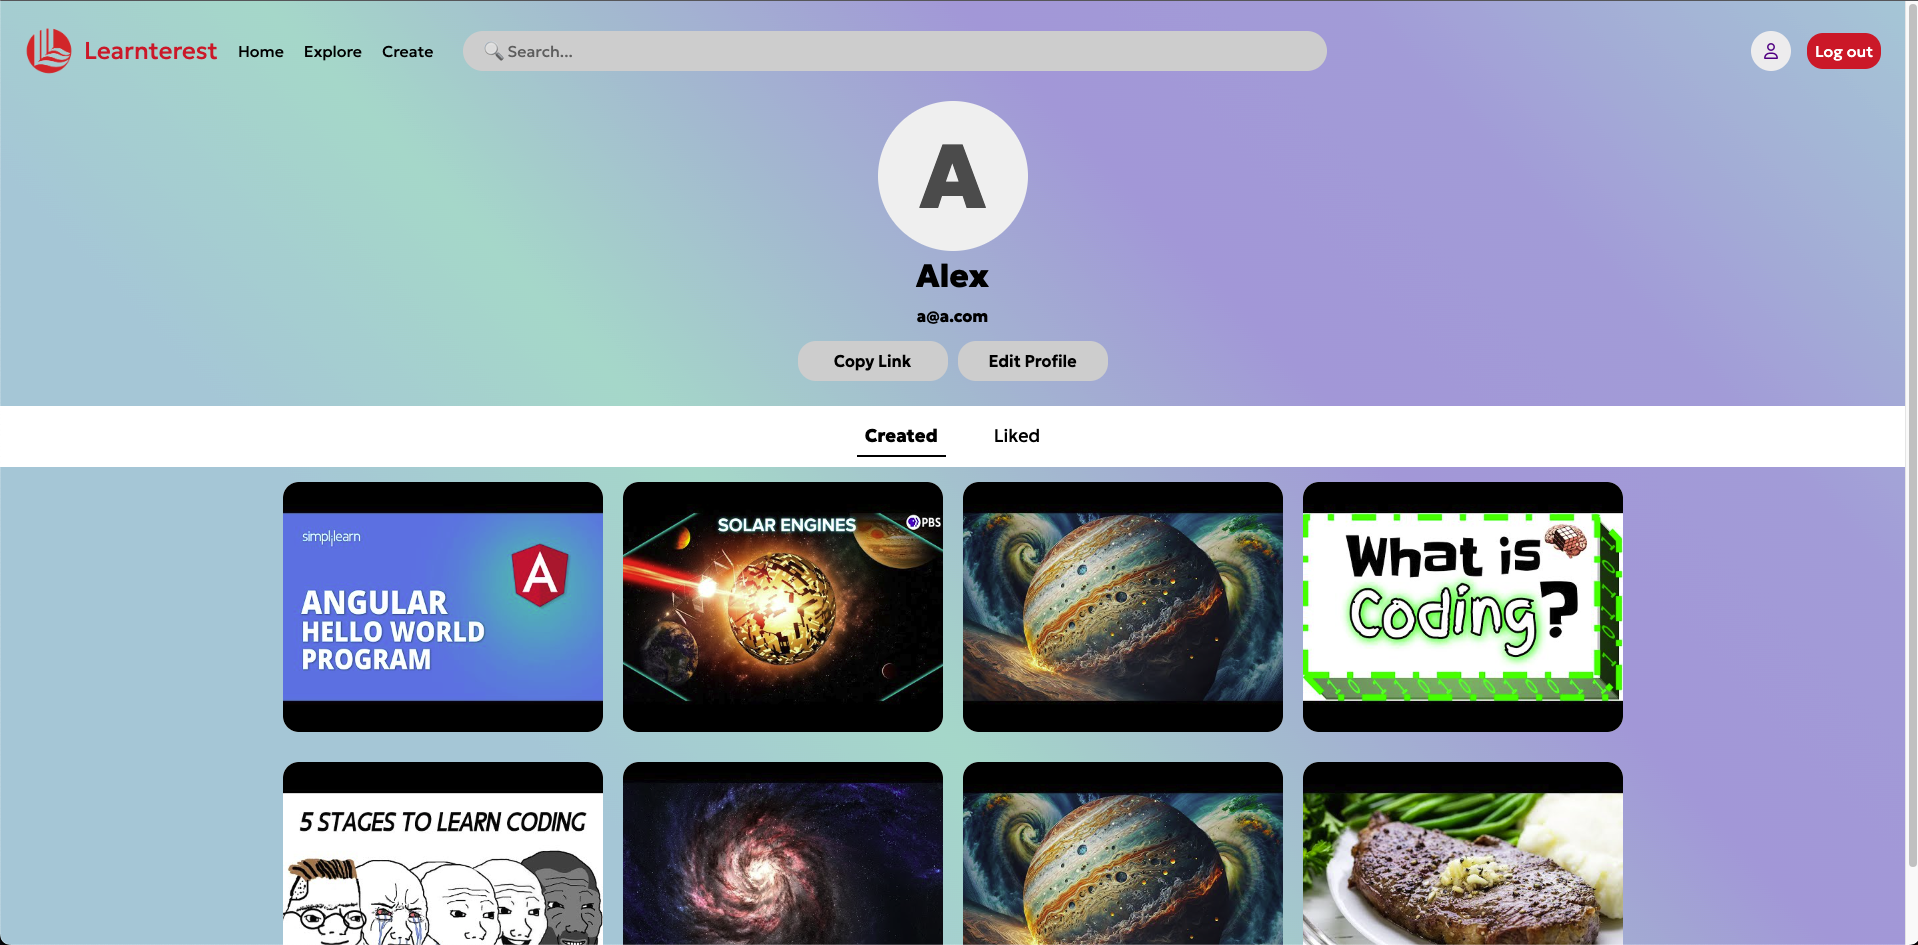 Learnterest Home Explore Create 🔍 Search... Log out
A
Alex
a@a.com
Copy Link Edit Profile
Created Liked
simplilearn
ANGULAR
HELLO WORLD
PROGRAM
SOLAR ENGINES
PBS
What is
Coding?
5 STAGES TO LEARN CODING